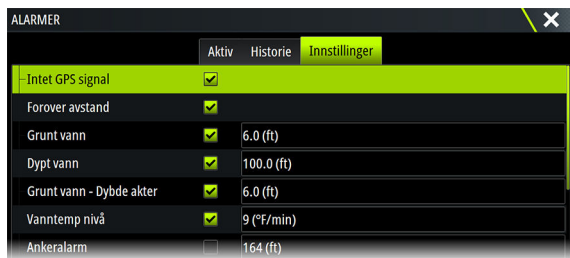 ALARMER
Aktiv Historie Innstillinger
Intet GPS signal
Forover avstand
Grunt vann 6.0 (ft)
Dypt vann 100.0 (ft)
Grunt vann - Dybde akter 6.0 (ft)
Vanntemp nivå 9 (°F/min)
Ankeralarm 164 (ft)